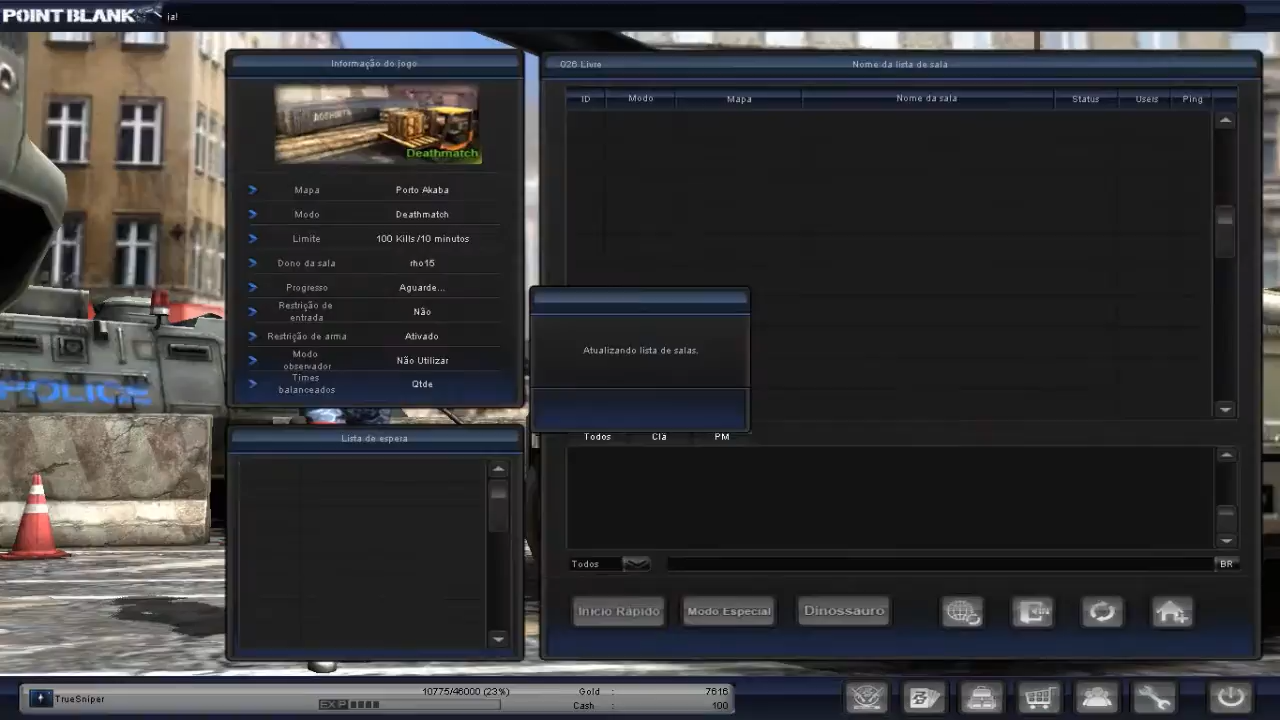 POINT BLANK
ja!
Informação do jogo
Deathmatch
Mapa Porto Akaba
Modo Deathmatch
Limite 100 Kills /10 minutos
Dono da sala rho15
Progresso Aguarde...
Restrição de entrada Não
Restrição de arma Ativado
Modo observador Não Utilizar
Times balanceados Qtde
Lista de espera
026 Livre Nome da lista de sala
ID Modo Mapa Nome da sala Status Users Ping
Atualizando lista de salas.
Todos Clã PM
Todos BR
Início Rápido Modo Especial Dinossauro
POLICE
TrueSniper
10775/46000 (23%)
EXP
Gold : 7616
Cash : 100